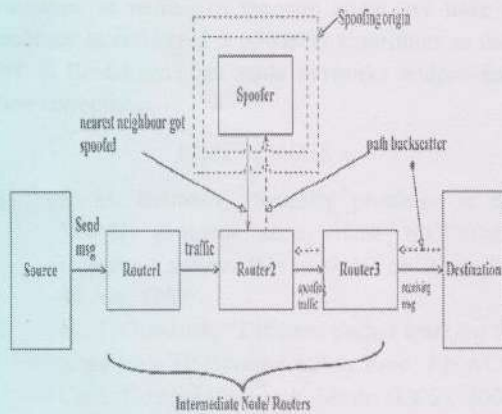 Spoofing origin
Spoofer
nearest neighbour got
spoofed
path backsetter
Send
msg
traffic
Source
Router1
Router2
Router3
Destination
spoofing
traffic
receiving
msg
Intermediate Node/ Routers